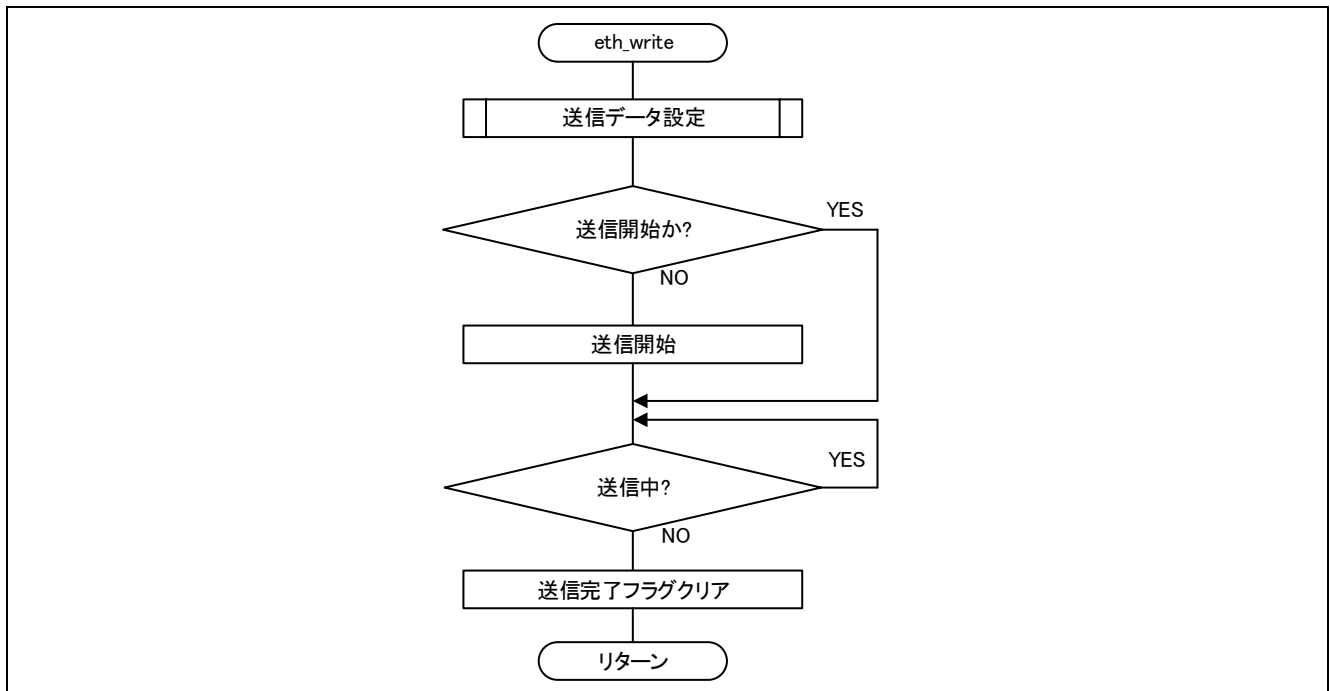 eth_write
送信データ設定
送信開始か?
YES
NO
送信開始
送信中?
YES
NO
送信完了フラグクリア
リターン